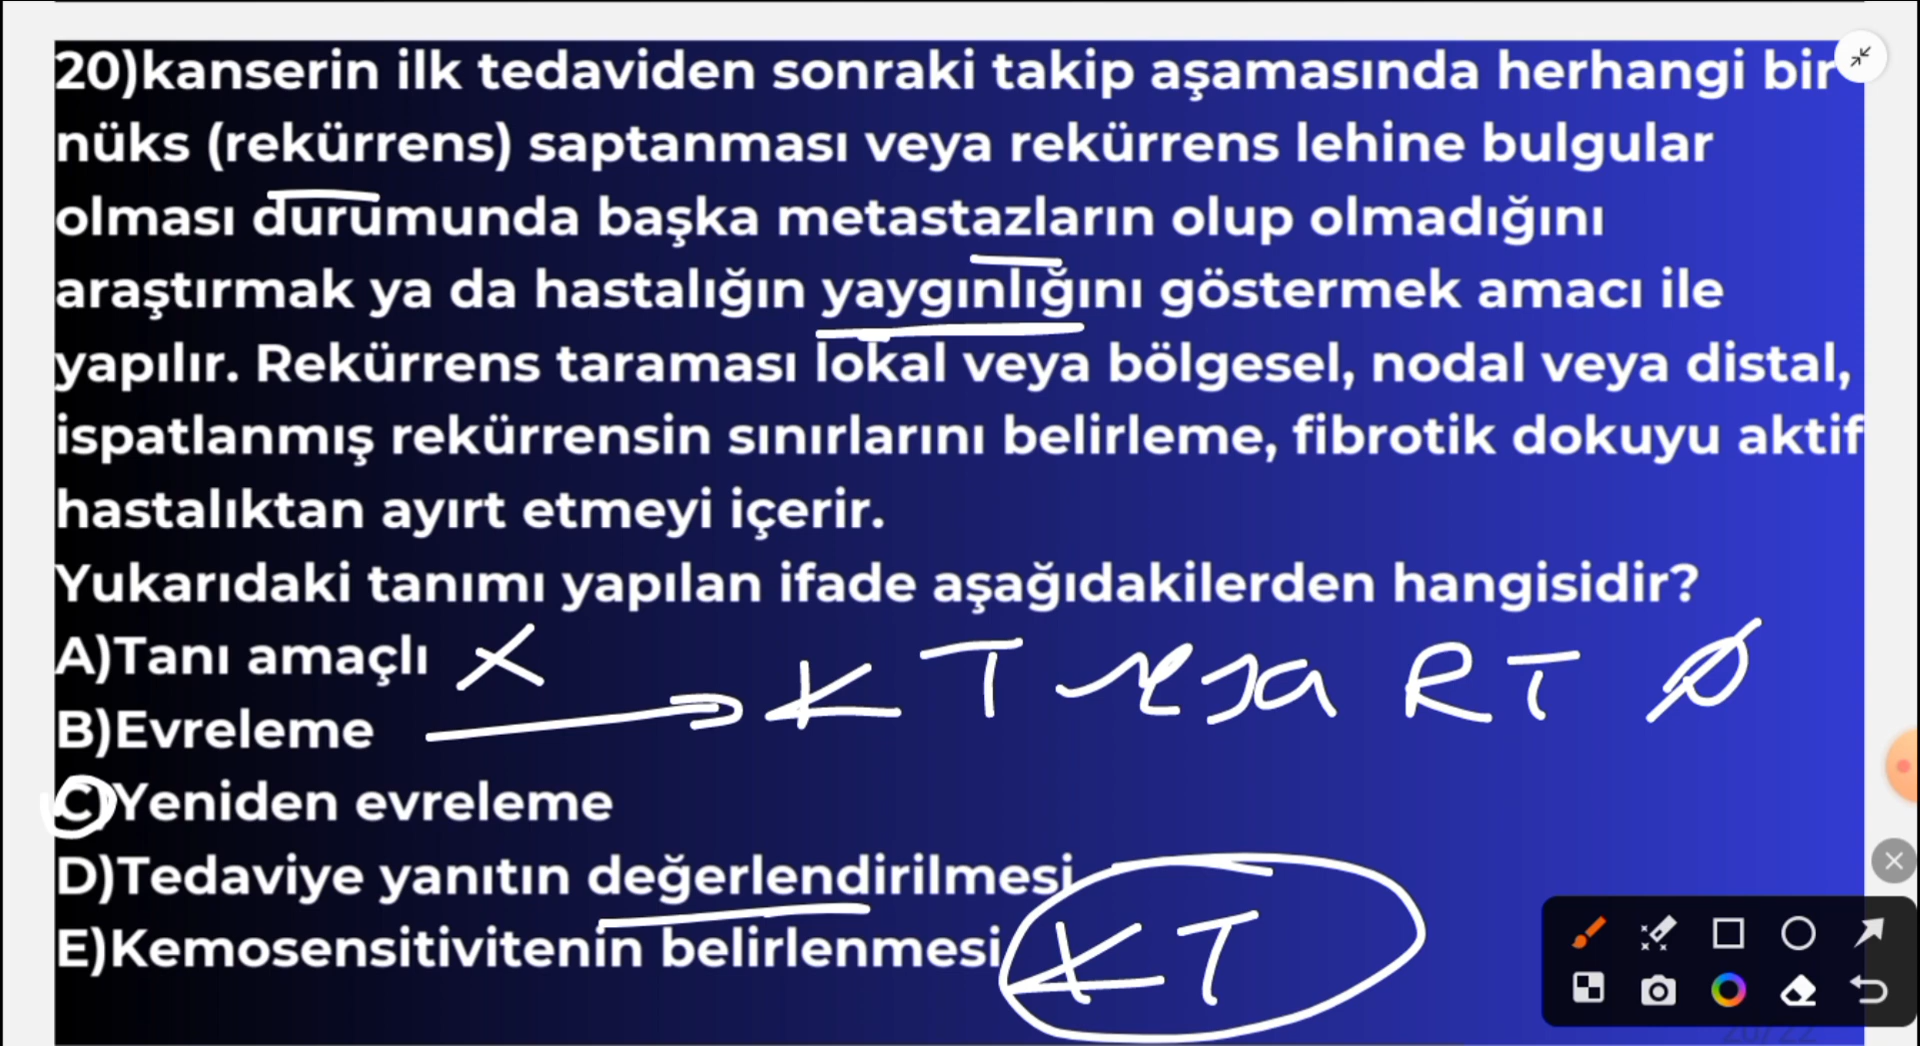 20)kanserin ilk tedaviden sonraki takip aşamasında herhangi bir
nüks (rekürrens) saptanması veya rekürrens lehine bulgular
olması durumunda başka metastazların olup olmadığını
araştırmak ya da hastalığın yaygınlığını göstermek amacı ile
yapılır. Rekürrens taraması lokal veya bölgesel, nodal veya distal,
ispatlanmış rekürrensin sınırlarını belirleme, fibrotik dokuyu aktif
hastalıktan ayırt etmeyi içerir.
Yukarıdaki tanımı yapılan ifade aşağıdakilerden hangisidir?
A)Tanı amaçlı
B)Evreleme
KT veya RT
C)Yeniden evreleme
D)Tedaviye yanıtın değerlendirilmesi
E)Kemosensitivitenin belirlenmesi
KT
20/22